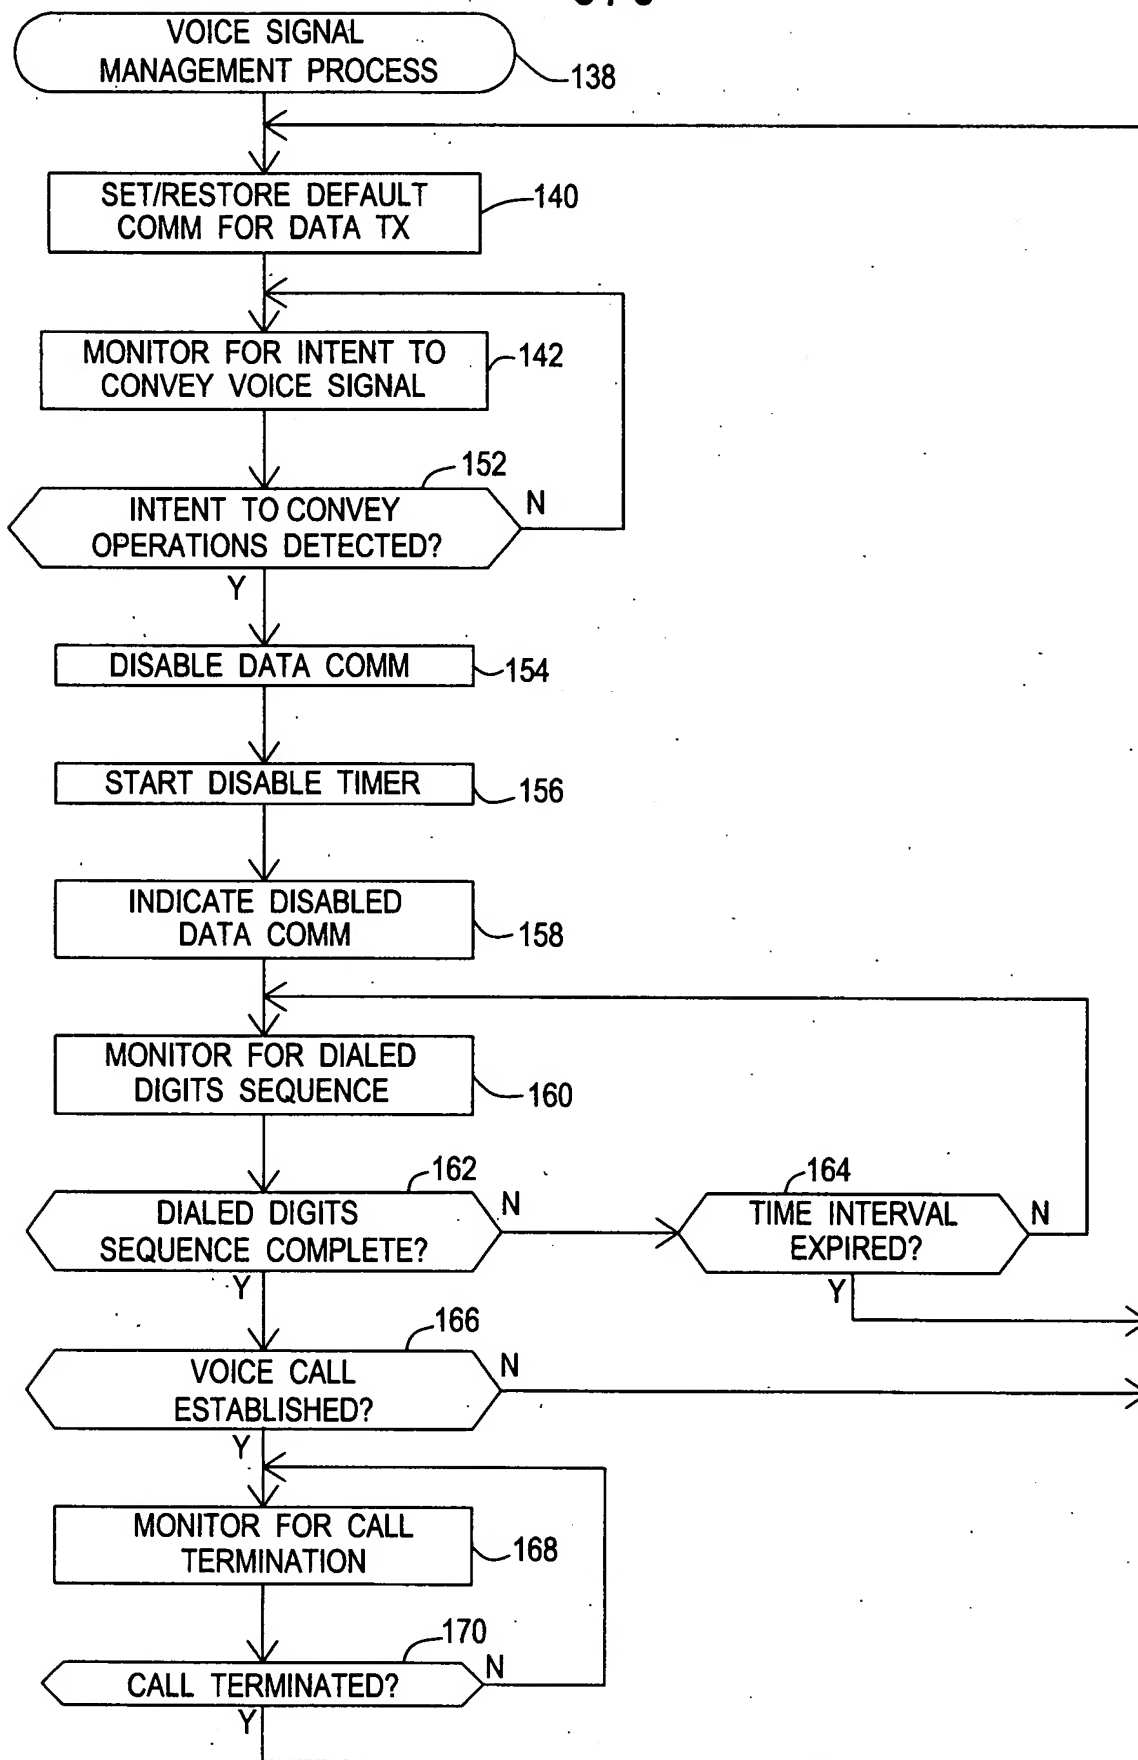 VOICE SIGNAL
MANAGEMENT PROCESS
138
SET/RESTORE DEFAULT
COMM FOR DATA TX
140
MONITOR FOR INTENT TO
CONVEY VOICE SIGNAL
142
152
INTENT TO CONVEY
OPERATIONS DETECTED?
N
Y
DISABLE DATA COMM
154
START DISABLE TIMER
156
INDICATE DISABLED
DATA COMM
158
MONITOR FOR DIALED
DIGITS SEQUENCE
160
162
DIALED DIGITS
SEQUENCE COMPLETE?
N
Y
164
TIME INTERVAL
EXPIRED?
N
Y
166
VOICE CALL
ESTABLISHED?
N
Y
MONITOR FOR CALL
TERMINATION
168
170
CALL TERMINATED?
N
Y